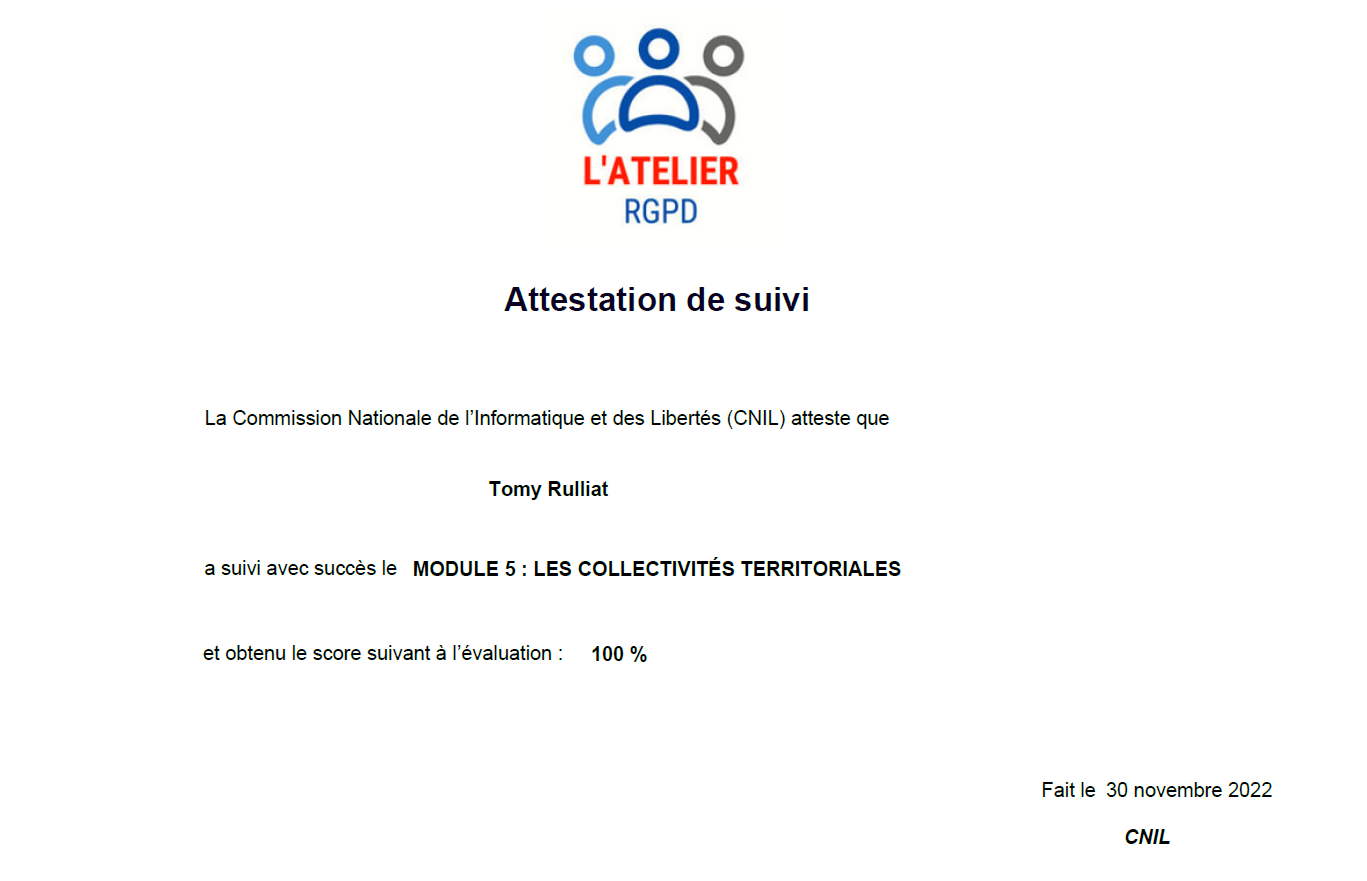 L'ATELIER
RGPD
Attestation de suivi
La Commission Nationale de l’Informatique et des Libertés (CNIL) atteste que
Tomy Rulliat
a suivi avec succès le MODULE 5 : LES COLLECTIVITÉS TERRITORIALES
et obtenu le score suivant à l’évaluation : 100 %
Fait le 30 novembre 2022
CNIL